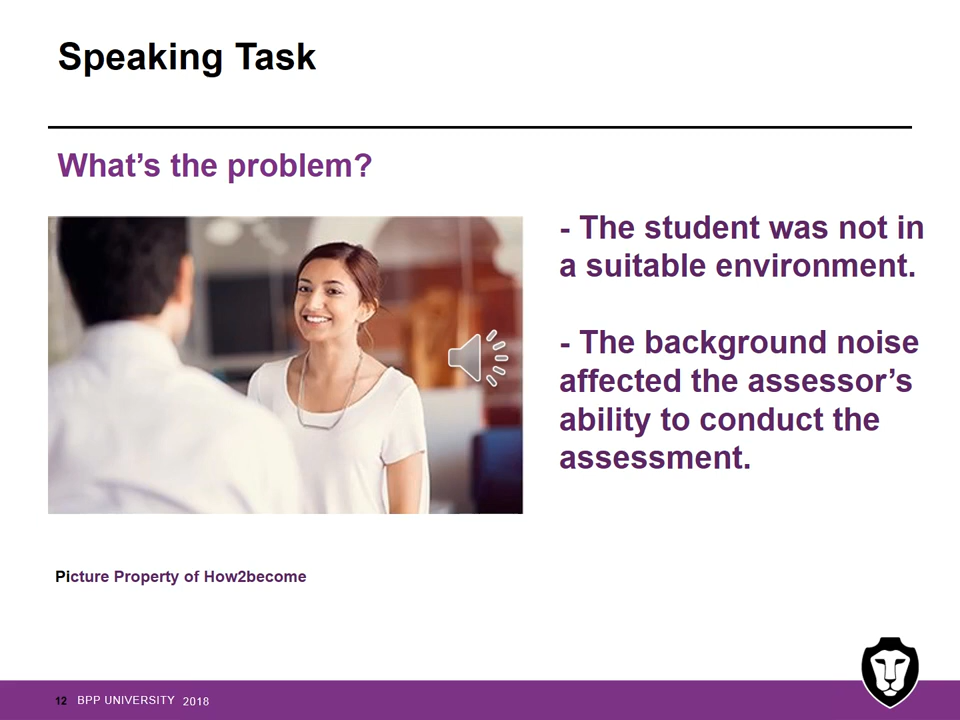 Speaking Task
What’s the problem?
- The student was not in
a suitable environment.
- The background noise
affected the assessor’s
ability to conduct the
assessment.
Picture Property of How2become
12 BPP UNIVERSITY 2018